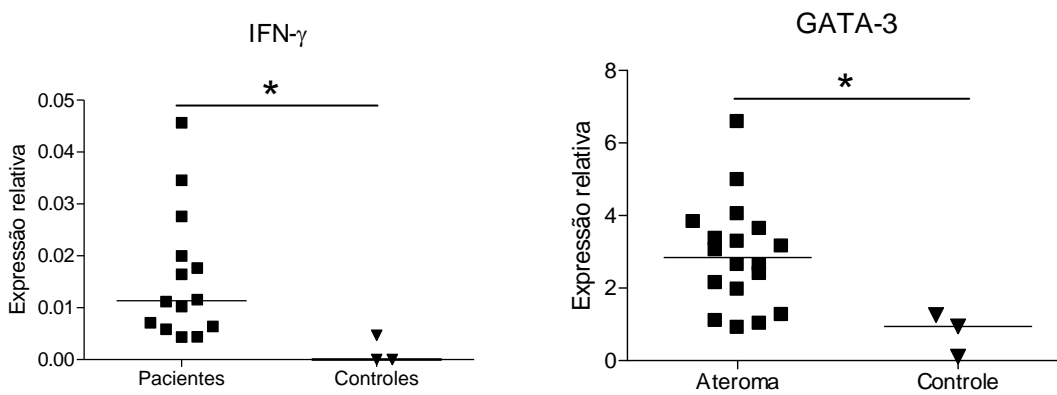 IFN-γ
*
Expressão relativa
0.05
0.04
0.03
0.02
0.01
0.00
Pacientes
Controles
GATA-3
*
Expressão relativa
8
6
4
2
0
Ateroma
Controle